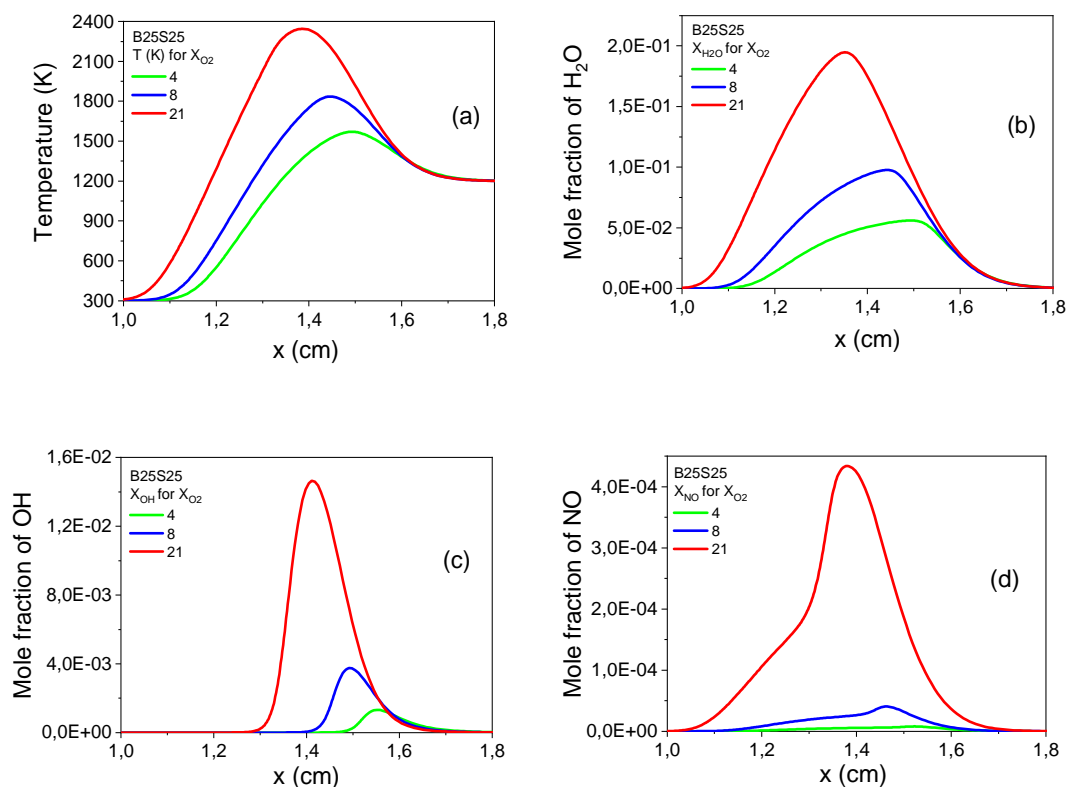 B25S25
T (K) for X_O2
4
8
21
(a)
2400
2100
1800
1500
1200
900
600
300
Temperature (K)
1,0
1,2
1,4
1,6
1,8
x (cm)
B25S25
X_H2O for X_O2
4
8
21
(b)
2,0E-01
1,5E-01
1,0E-01
5,0E-02
0,0E+00
Mole fraction of H2O
1,0
1,2
1,4
1,6
1,8
x (cm)
B25S25
X_OH for X_O2
4
8
21
(c)
1,6E-02
1,2E-02
8,0E-03
4,0E-03
0,0E+00
Mole fraction of OH
1,0
1,2
1,4
1,6
1,8
x (cm)
B25S25
X_NO for X_O2
4
8
21
(d)
4,0E-04
3,0E-04
2,0E-04
1,0E-04
0,0E+00
Mole fraction of NO
1,0
1,2
1,4
1,6
1,8
x (cm)